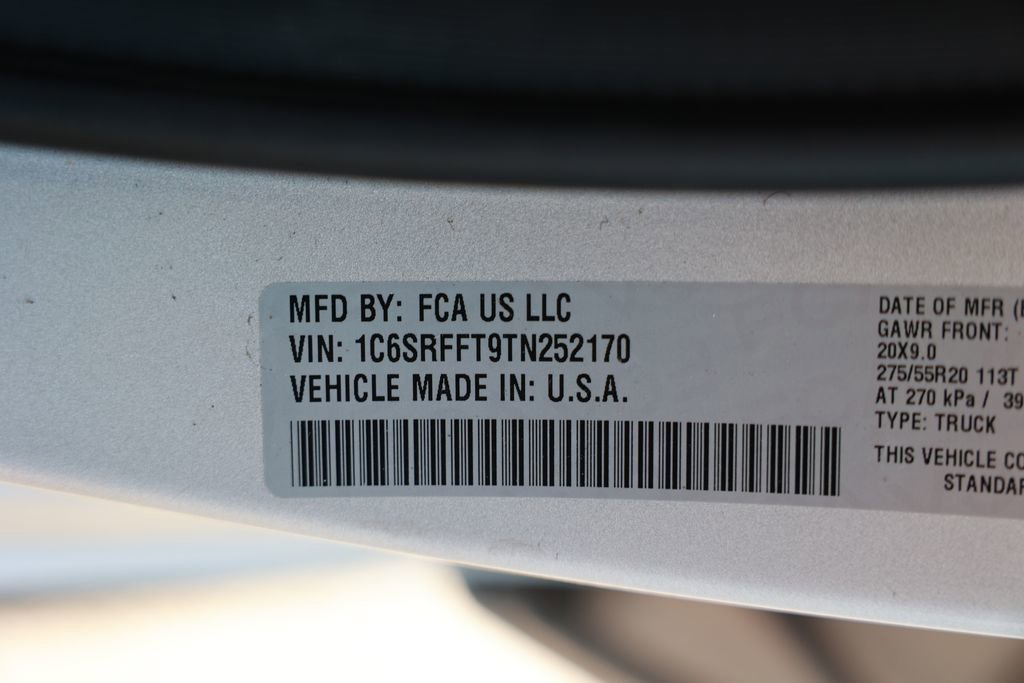 MFD BY: FCA US LLC
VIN: 1C6SRFFT9TN252170
VEHICLE MADE IN: U.S.A.
DATE OF MFR
GAWR FRONT:
20X9.0
275/55R20 113T
AT 270 kPa / 39
TYPE: TRUCK
THIS VEHICLE